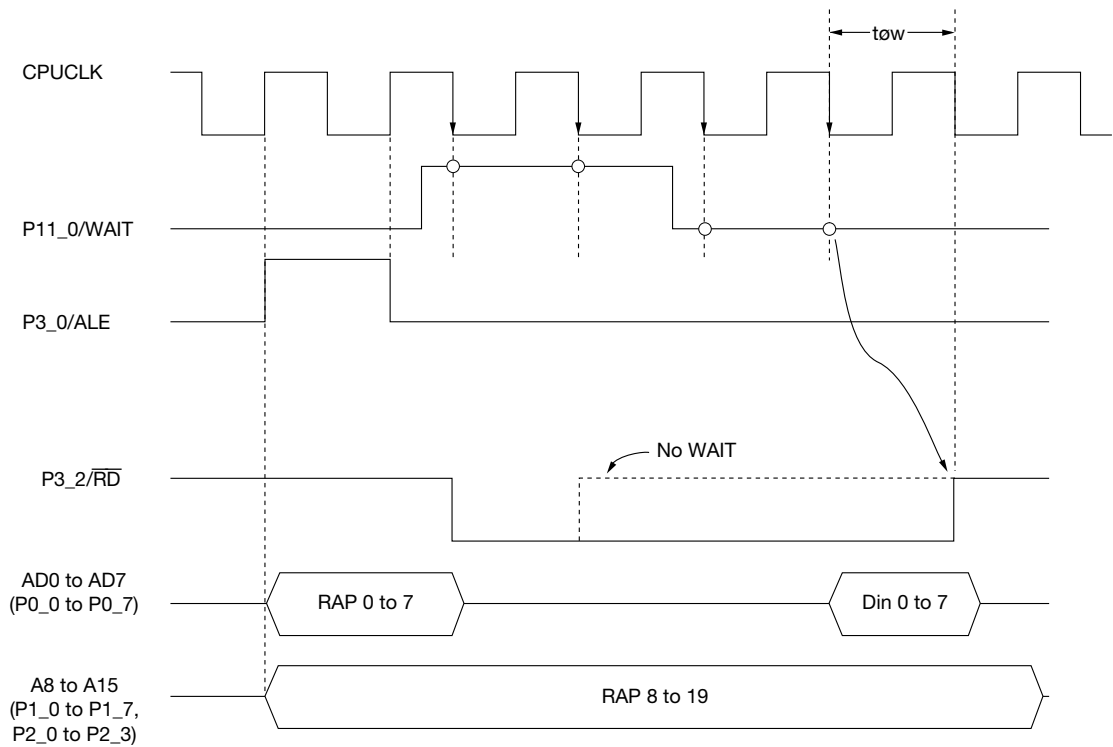 tøw
CPUCLK
P11_0/WAIT
P3_0/ALE
No WAIT
P3_2/R̅D̅
AD0 to AD7
(P0_0 to P0_7)
RAP 0 to 7
Din 0 to 7
A8 to A15
(P1_0 to P1_7,
P2_0 to P2_3)
RAP 8 to 19